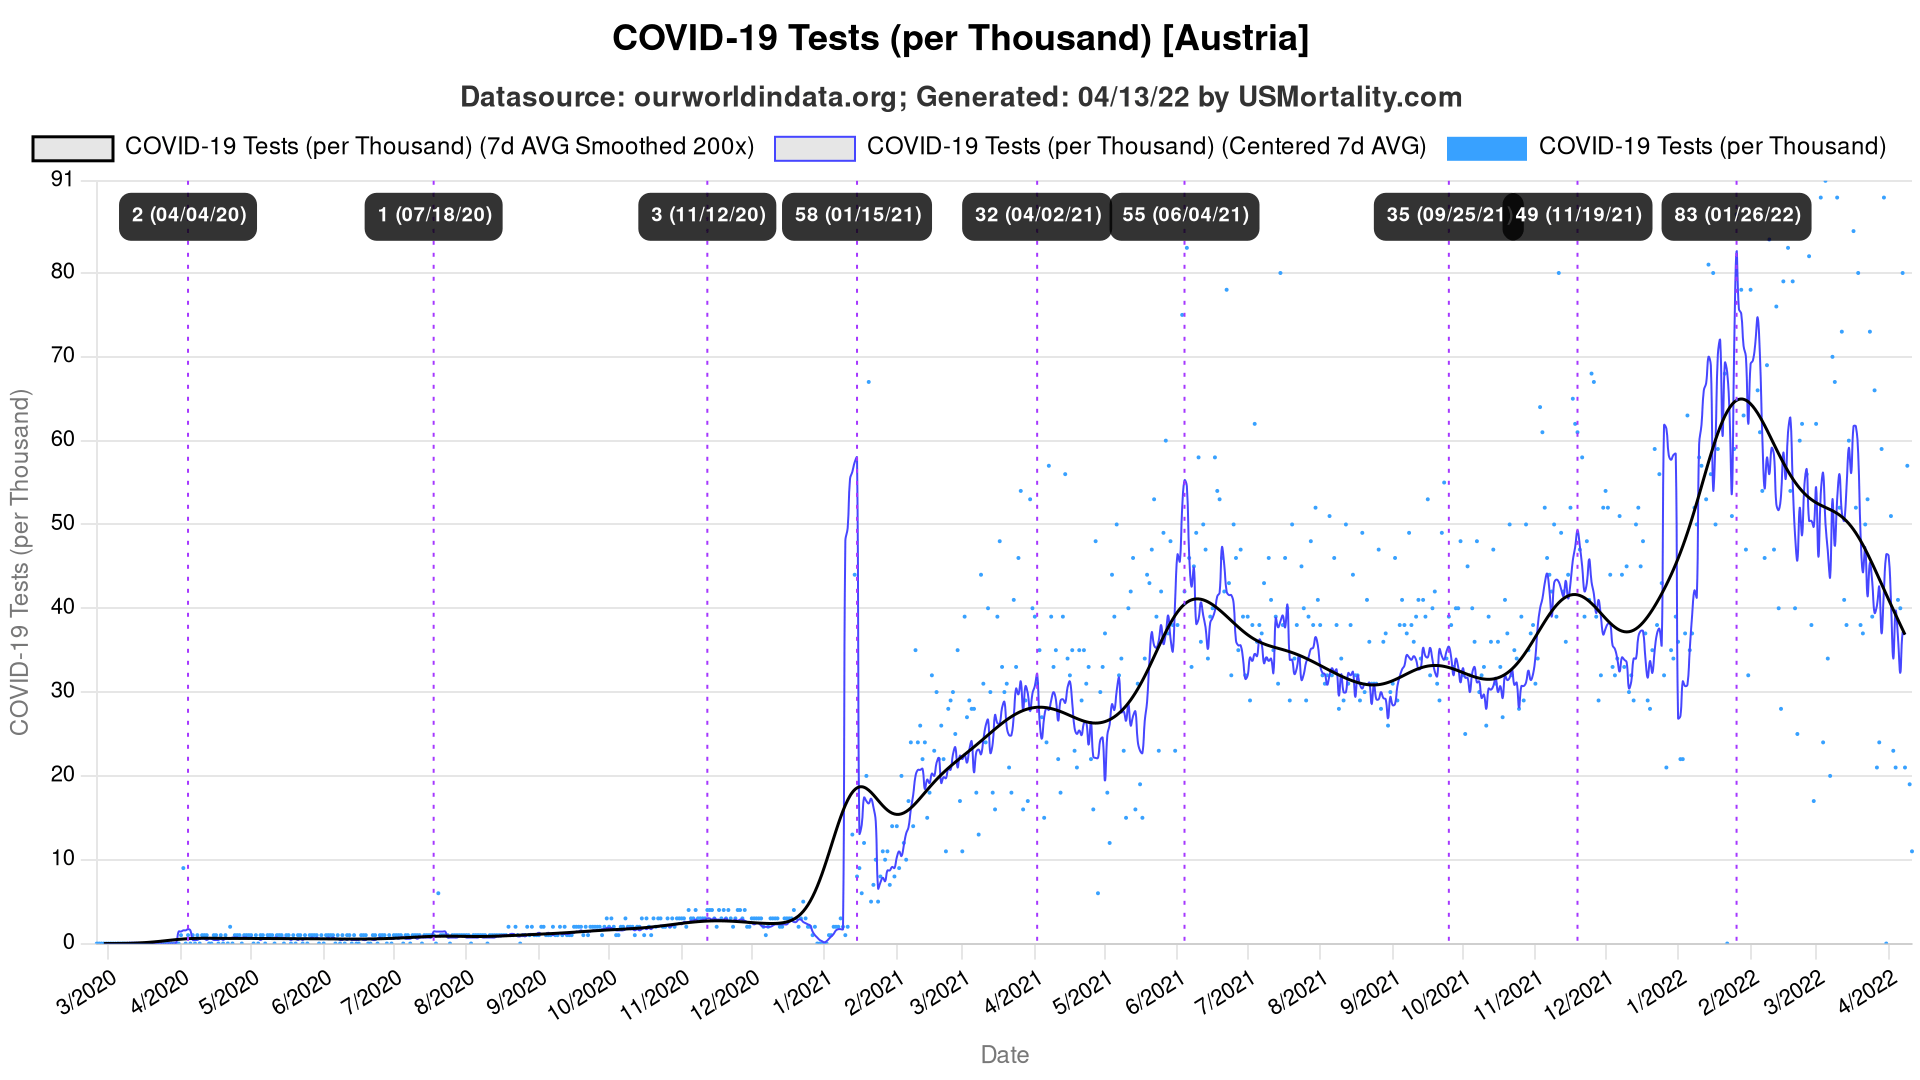 COVID-19 Tests (per Thousand) [Austria]
Datasource: ourworldindata.org; Generated: 04/13/22 by USMortality.com
COVID-19 Tests (per Thousand) (7d AVG Smoothed 200x) COVID-19 Tests (per Thousand) (Centered 7d AVG) COVID-19 Tests (per Thousand)
2 (04/04/20) 1 (07/18/20) 3 (11/12/20) 58 (01/15/21) 32 (04/02/21) 55 (06/04/21) 35 (09/25/21) 49 (11/19/21) 83 (01/26/22)
91
80
70
60
50
40
30
20
10
0
COVID-19 Tests (per Thousand)
3/2020 4/2020 5/2020 6/2020 7/2020 8/2020 9/2020 10/2020 11/2020 12/2020 1/2021 2/2021 3/2021 4/2021 5/2021 6/2021 7/2021 8/2021 9/2021 10/2021 11/2021 12/2021 1/2022 2/2022 3/2022 4/2022
Date